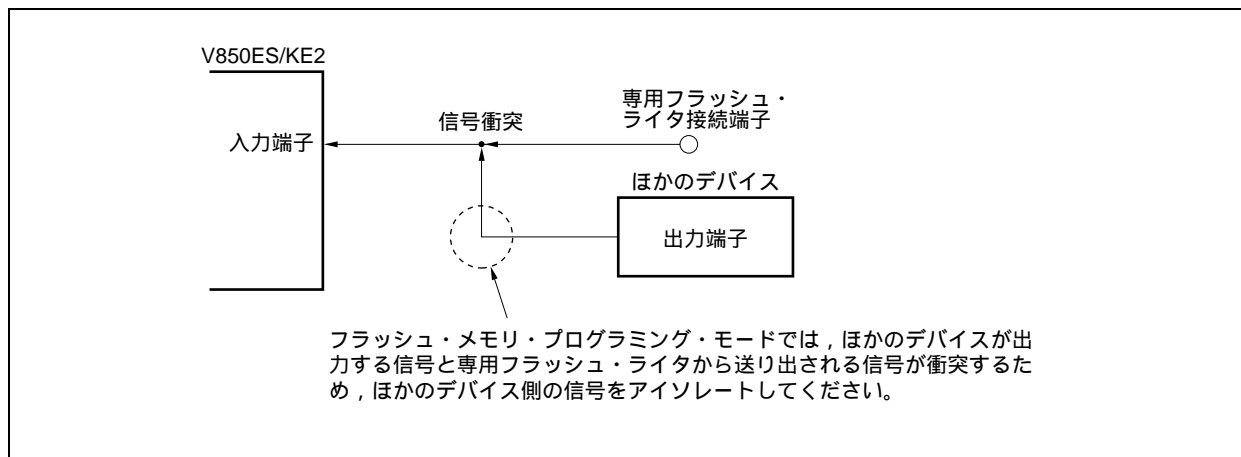 V850ES/KE2
入力端子
信号衝突
専用フラッシュ・
ライタ接続端子
ほかのデバイス
出力端子
フラッシュ・メモリ・プログラミング・モードでは，ほかのデバイスが出
力する信号と専用フラッシュ・ライタから送り出される信号が衝突するた
め，ほかのデバイス側の信号をアイソレートしてください。